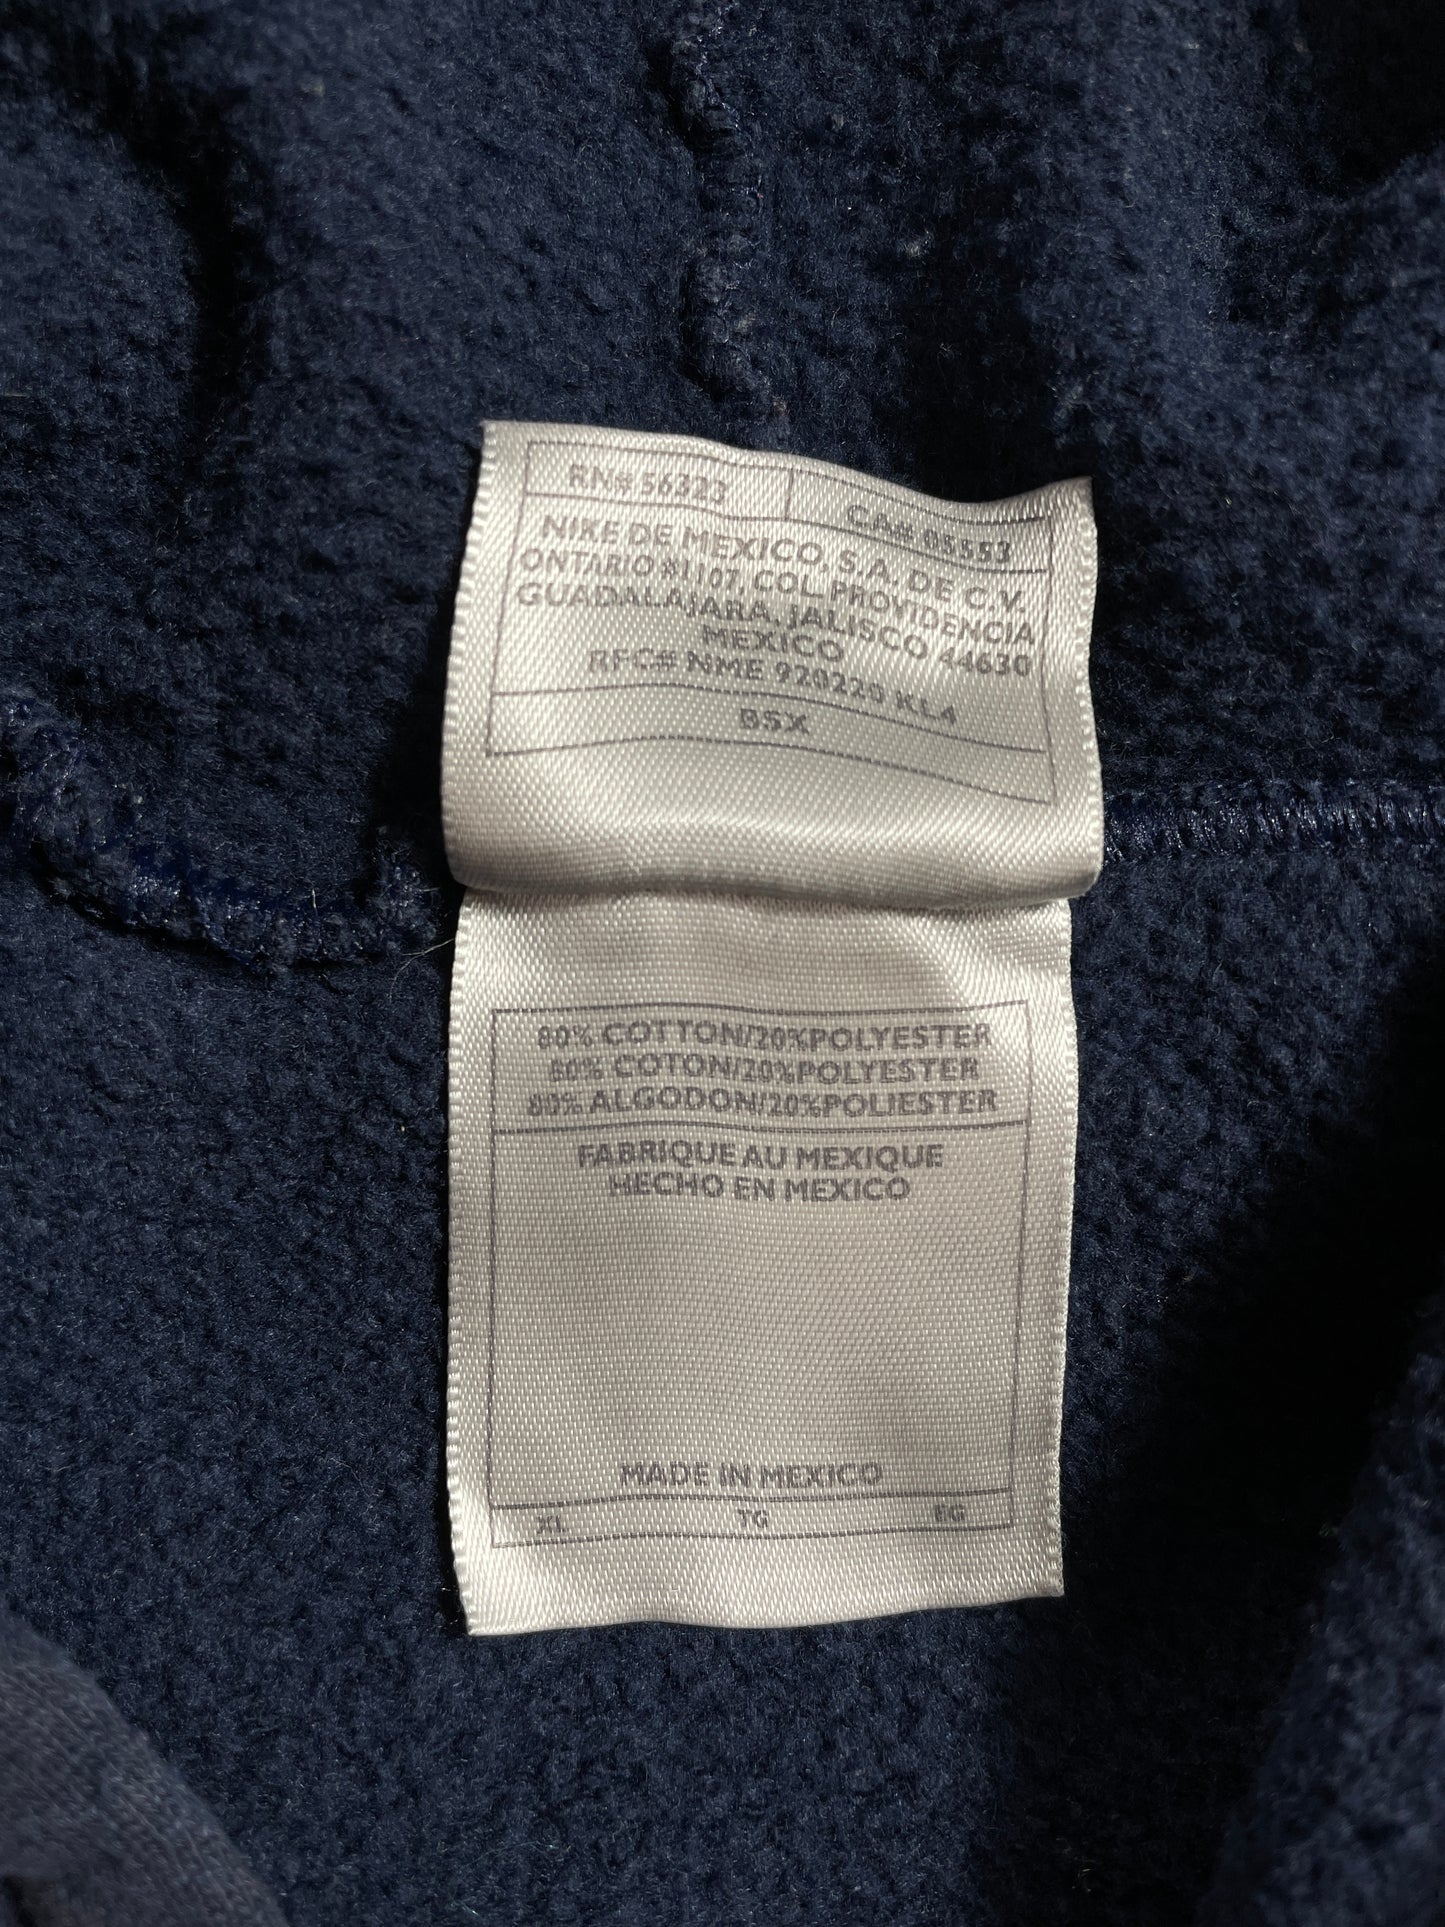 RN# 56323
CA# 05553
NIKE DE MEXICO, S.A. DE C.V.
ONTARIO #1107, COL. PROVIDENCIA
GUADALAJARA, JALISCO 44630
MEXICO
RFC# NME 920220 KL4
BSX
80% COTTON/20%POLYESTER
80% COTON/20%POLYESTER
80% ALGODON/20%POLIESTER
FABRIQUE AU MEXIQUE
HECHO EN MEXICO
MADE IN MEXICO
XL TG EG